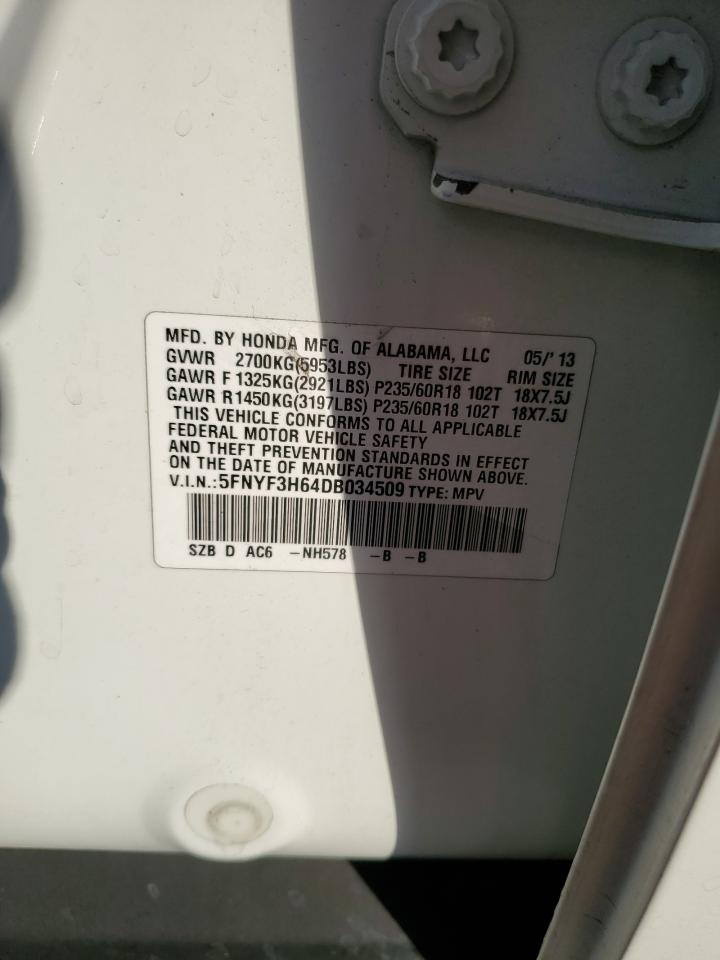 MFD. BY HONDA MFG. OF ALABAMA, LLC 05/' 13
GVWR 2700KG(5953LBS) TIRE SIZE RIM SIZE
GAWR F 1325KG(2921LBS) P235/60R18 102T 18X7.5J
GAWR R1450KG(3197LBS) P235/60R18 102T 18X7.5J
THIS VEHICLE CONFORMS TO ALL APPLICABLE
FEDERAL MOTOR VEHICLE SAFETY
AND THEFT PREVENTION STANDARDS IN EFFECT
ON THE DATE OF MANUFACTURE SHOWN ABOVE.
V.I.N.:5FNYF3H64DB034509 TYPE: MPV
SZB D AC6 -NH578 -B -B